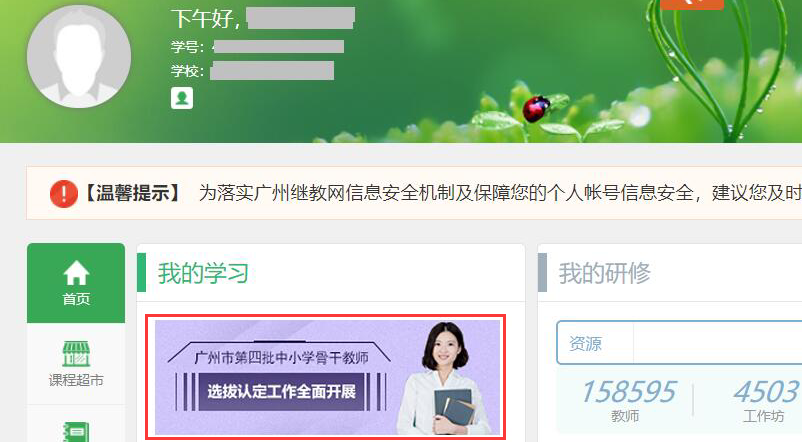 下午好,
学号：
学校：
【温馨提示】 为落实广州继教网信息安全机制及保障您的个人帐号信息安全，建议您及时
首页
课程超市
我的学习
广州市第四批中小学骨干教师
选拔认定工作全面开展
我的研修
资源
158595
教师
4503
工作坊